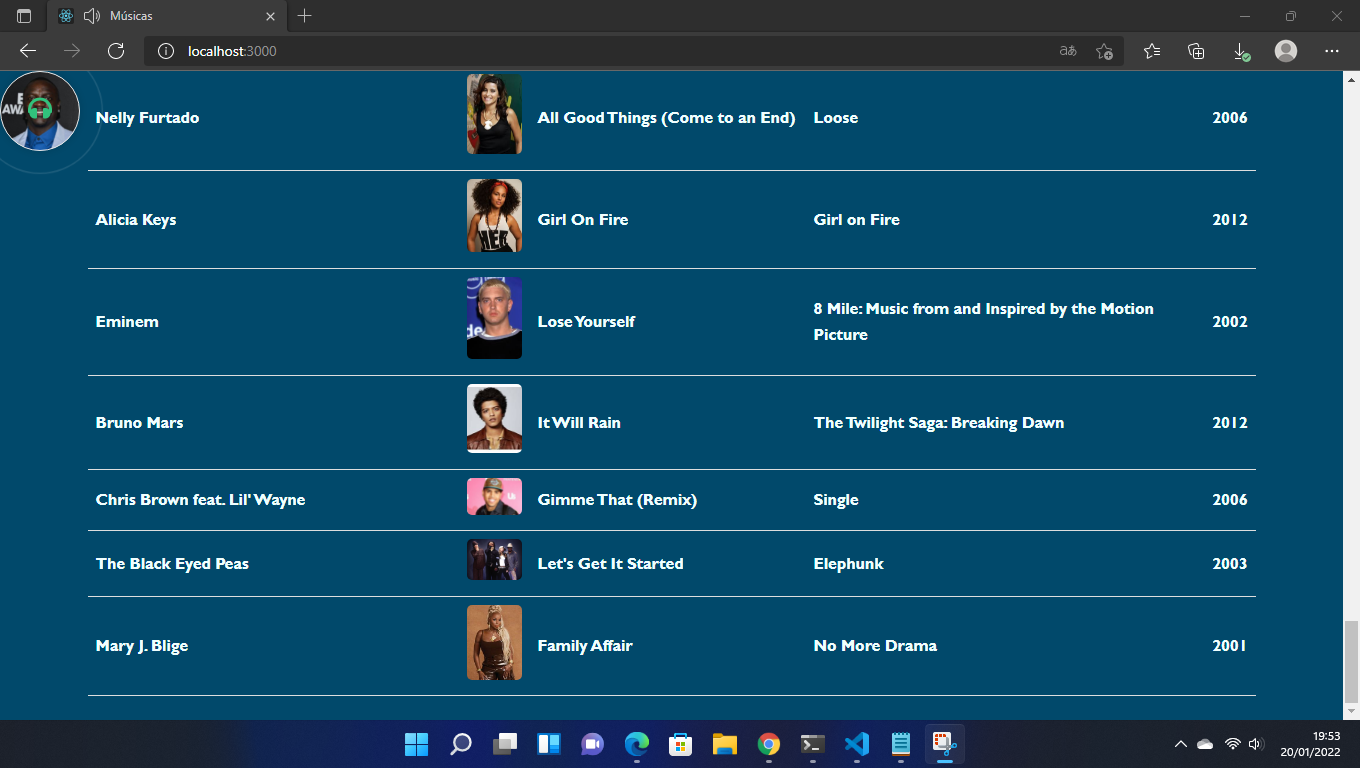 Músicas
localhost:3000
aあ
Nelly Furtado All Good Things (Come to an End) Loose 2006
Alicia Keys Girl On Fire Girl on Fire 2012
Eminem Lose Yourself 8 Mile: Music from and Inspired by the Motion Picture 2002
Bruno Mars It Will Rain The Twilight Saga: Breaking Dawn 2012
Chris Brown feat. Lil' Wayne Gimme That (Remix) Single 2006
The Black Eyed Peas Let's Get It Started Elephunk 2003
Mary J. Blige Family Affair No More Drama 2001
19:53
20/01/2022